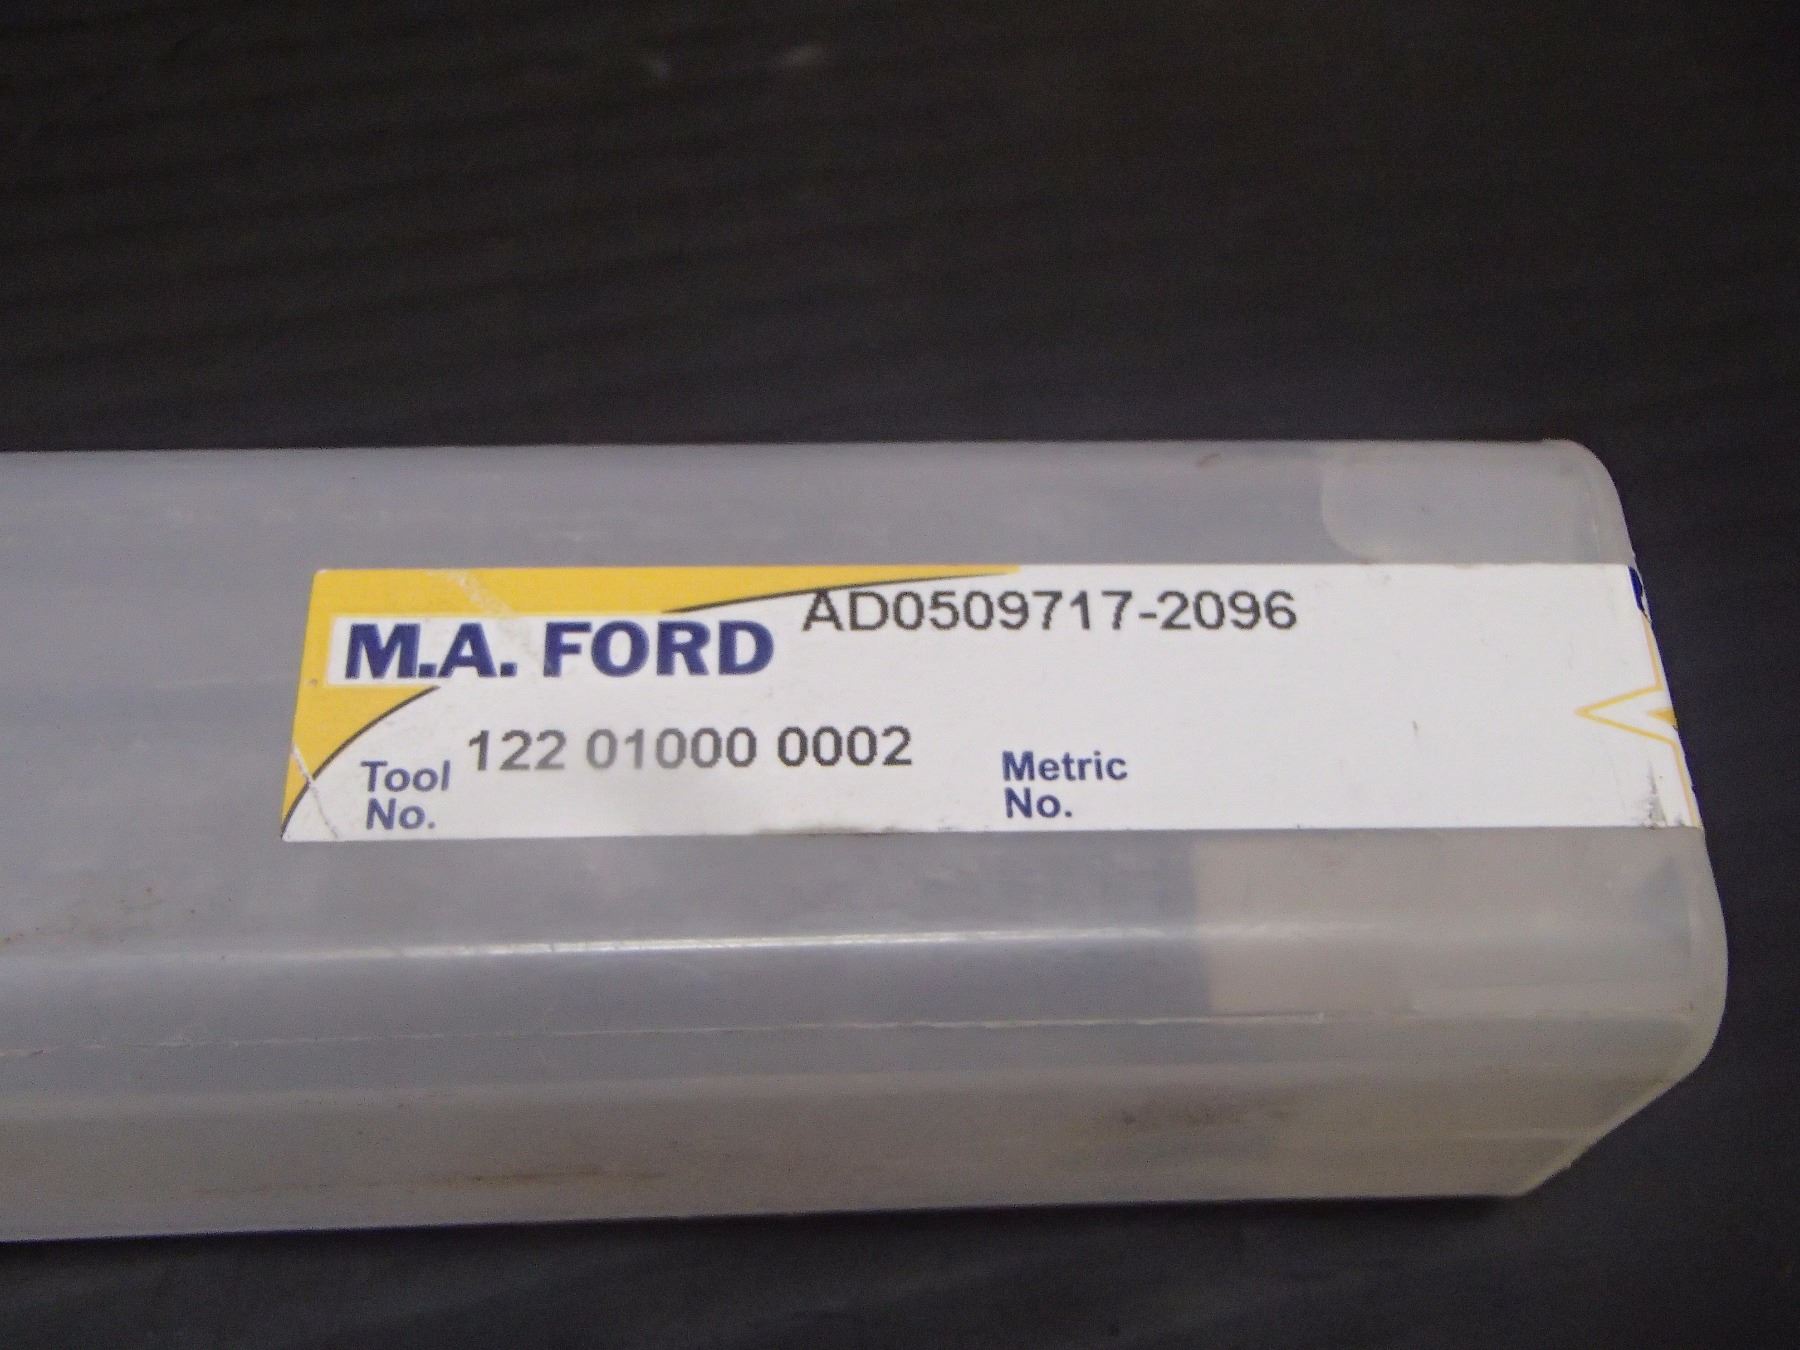 M.A. FORD AD0509717-2096
Tool No. 122 01000 0002
Metric No.